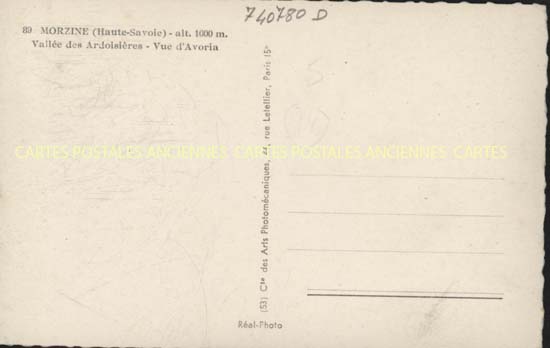 740780 D
89 MORZINE (Haute-Savoie) - alt. 1000 m.
Vallée des Ardoisières - Vue d'Avoria
CARTES POSTALES ANCIENNES CARTES POSTALES ANCIENNES CARTES
(53) Cie des Arts Photomécaniques, 44, rue Letellier, Paris 15e
Réal-Photo